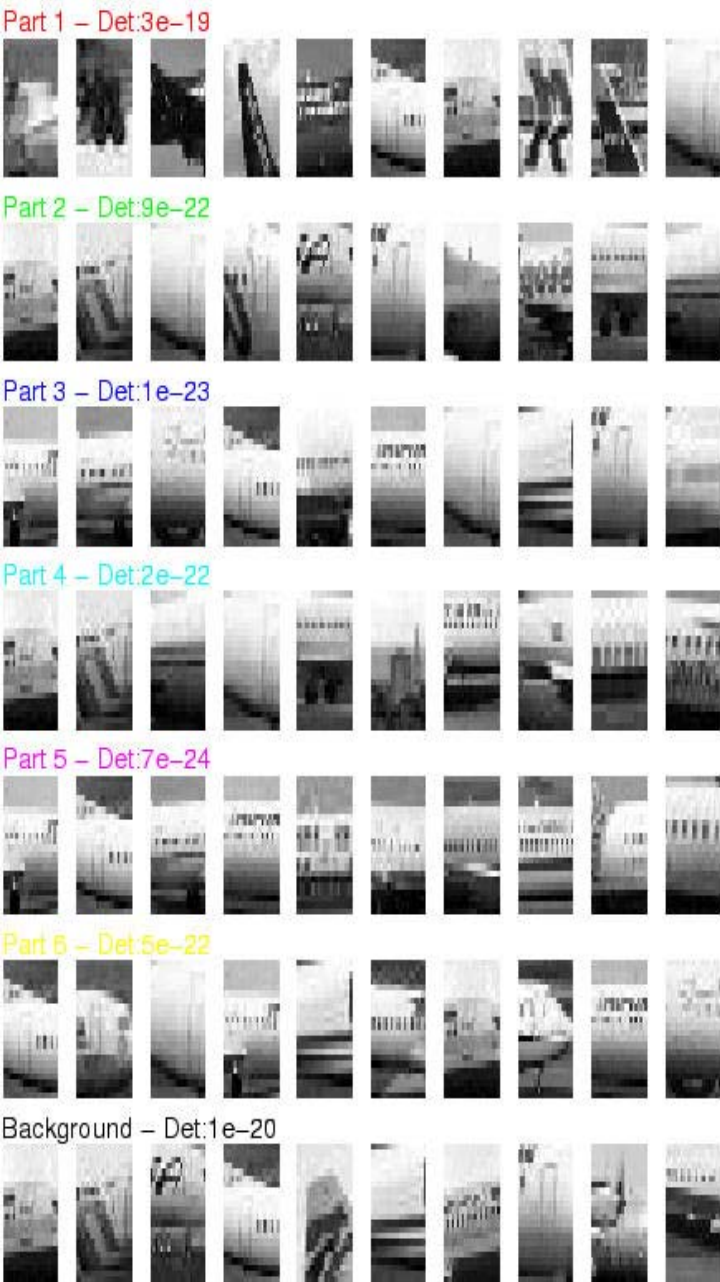 Part 1 – Det:3e–19
Part 2 – Det:9e–22
Part 3 – Det:1e–23
Part 4 – Det:2e–22
Part 5 – Det:7e–24
Part 6 – Det:5e–22
Background – Det:1e–20